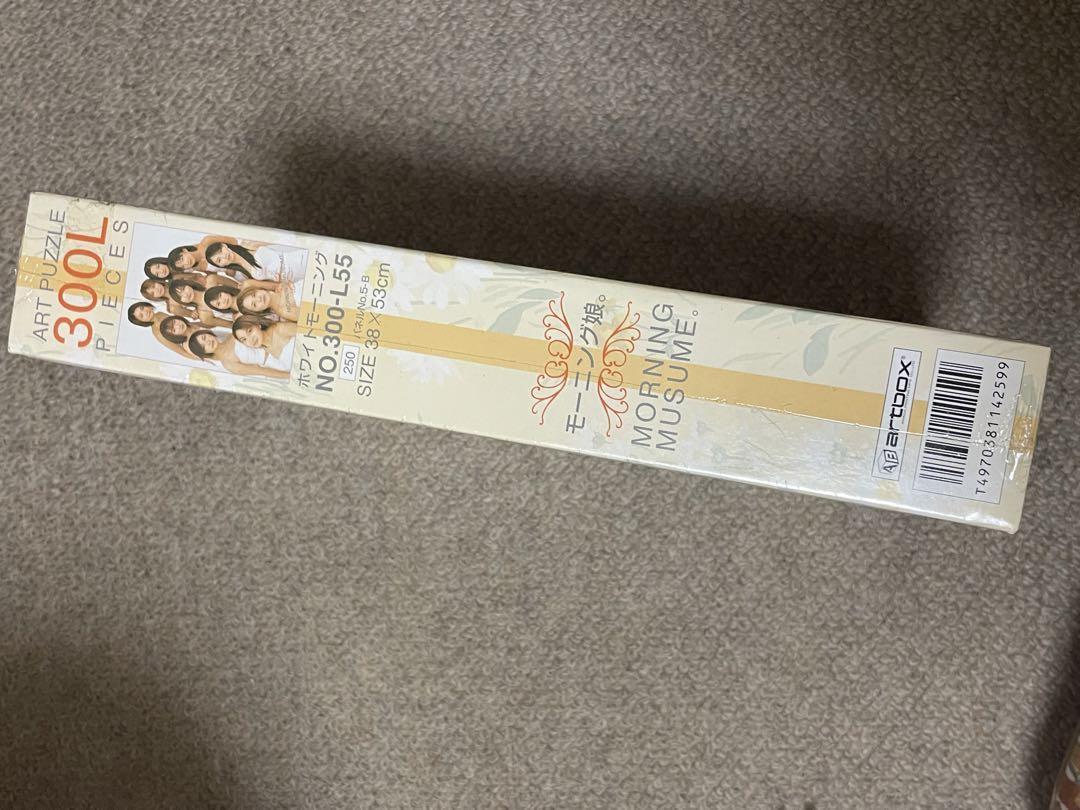 ART PUZZLE
300L
PIECES
ホワイトモーニング
NO.300-L55
250 パネルNo.5-B
SIZE 38×53cm
モーニング娘。
MORNING
MUSUME。
artbox
T4970381142599